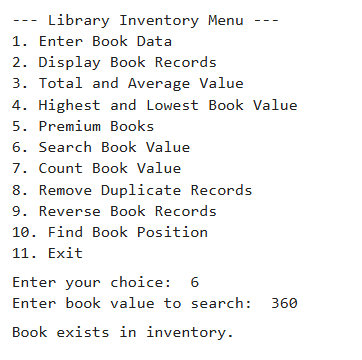 --- Library Inventory Menu ---
1. Enter Book Data
2. Display Book Records
3. Total and Average Value
4. Highest and Lowest Book Value
5. Premium Books
6. Search Book Value
7. Count Book Value
8. Remove Duplicate Records
9. Reverse Book Records
10. Find Book Position
11. Exit
Enter your choice:  6
Enter book value to search:  360
Book exists in inventory.